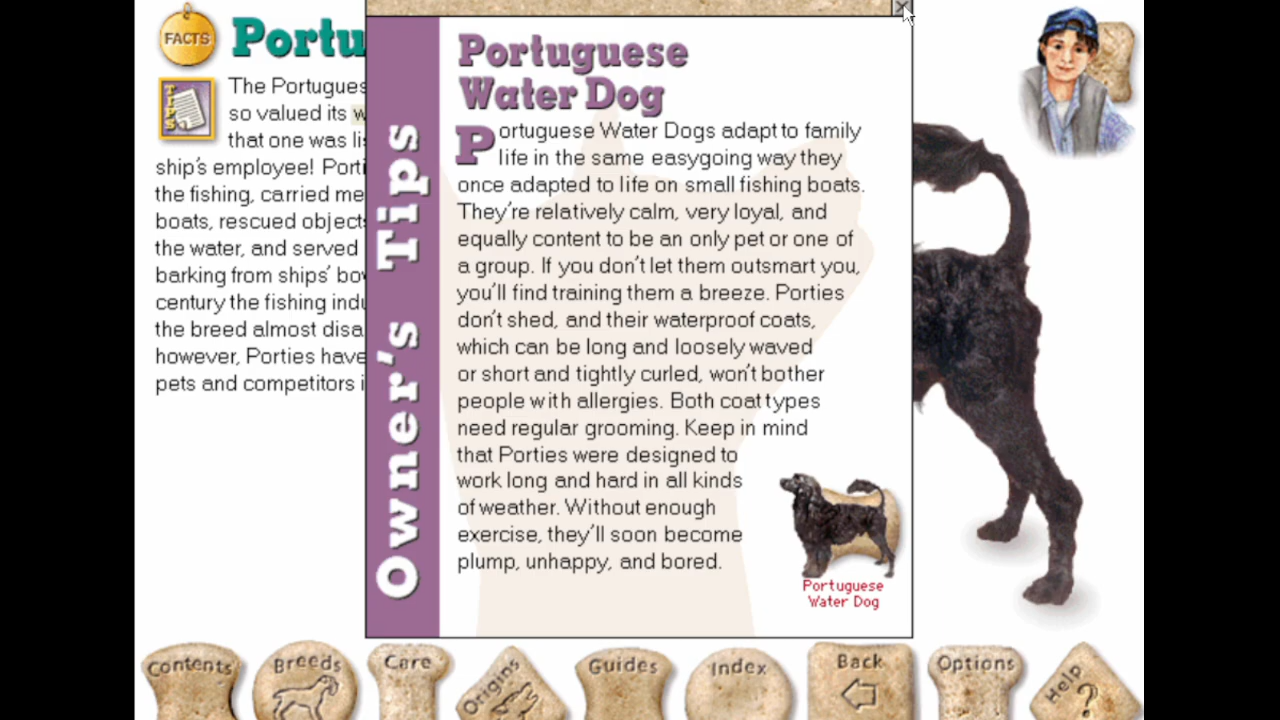 FACTS
Portu
TIPS
The Portugues
so valued its w
that one was lis
ship's employee! Porti
the fishing, carried me
boats, rescued objects
the water, and served
barking from ships' bow
century the fishing indu
the breed almost disa
however, Porties have
pets and competitors i
Owner's Tips
Portuguese
Water Dog
Portuguese Water Dogs adapt to family
life in the same easygoing way they
once adapted to life on small fishing boats.
They're relatively calm, very loyal, and
equally content to be an only pet or one of
a group. If you don't let them outsmart you,
you'll find training them a breeze. Porties
don't shed, and their waterproof coats,
which can be long and loosely waved
or short and tightly curled, won't bother
people with allergies. Both coat types
need regular grooming. Keep in mind
that Porties were designed to
work long and hard in all kinds
of weather. Without enough
exercise, they'll soon become
plump, unhappy, and bored.
Portuguese
Water Dog
Contents
Breeds
Care
Origins
Guides
Index
Back
Options
Help
?